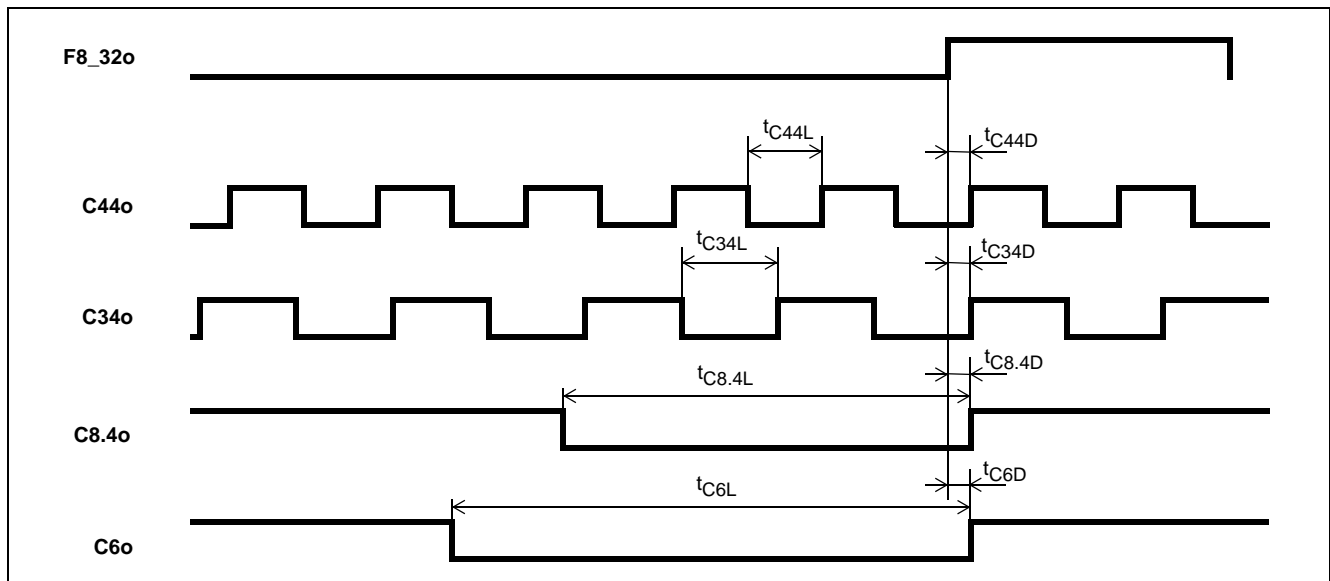 F8_32o
tC44L
tC44D
C44o
tC34L
tC34D
C34o
tC8.4L
tC8.4D
C8.4o
tC6L
tC6D
C6o